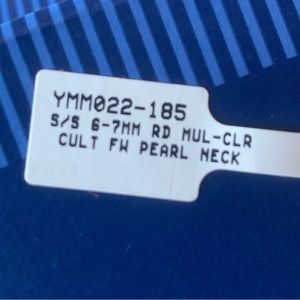 YMM022-185
S/S 6-7MM RD MUL-CLR
CULT FW PEARL NECK